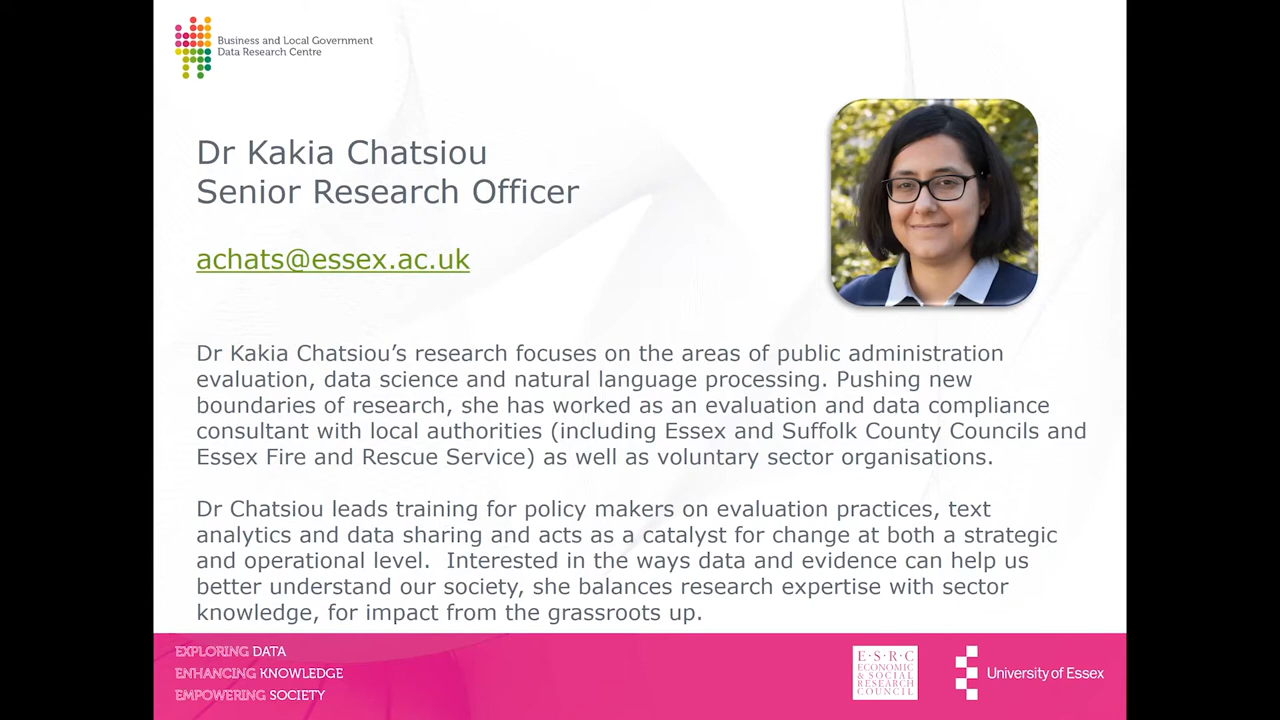 Business and Local Government
Data Research Centre
Dr Kakia Chatsiou
Senior Research Officer
achats@essex.ac.uk
Dr Kakia Chatsiou’s research focuses on the areas of public administration
evaluation, data science and natural language processing. Pushing new
boundaries of research, she has worked as an evaluation and data compliance
consultant with local authorities (including Essex and Suffolk County Councils and
Essex Fire and Rescue Service) as well as voluntary sector organisations.
Dr Chatsiou leads training for policy makers on evaluation practices, text
analytics and data sharing and acts as a catalyst for change at both a strategic
and operational level.  Interested in the ways data and evidence can help us
better understand our society, she balances research expertise with sector
knowledge, for impact from the grassroots up.
EXPLORING DATA
ENHANCING KNOWLEDGE
EMPOWERING SOCIETY
E·S·R·C
ECONOMIC
& SOCIAL
RESEARCH
COUNCIL
University of Essex